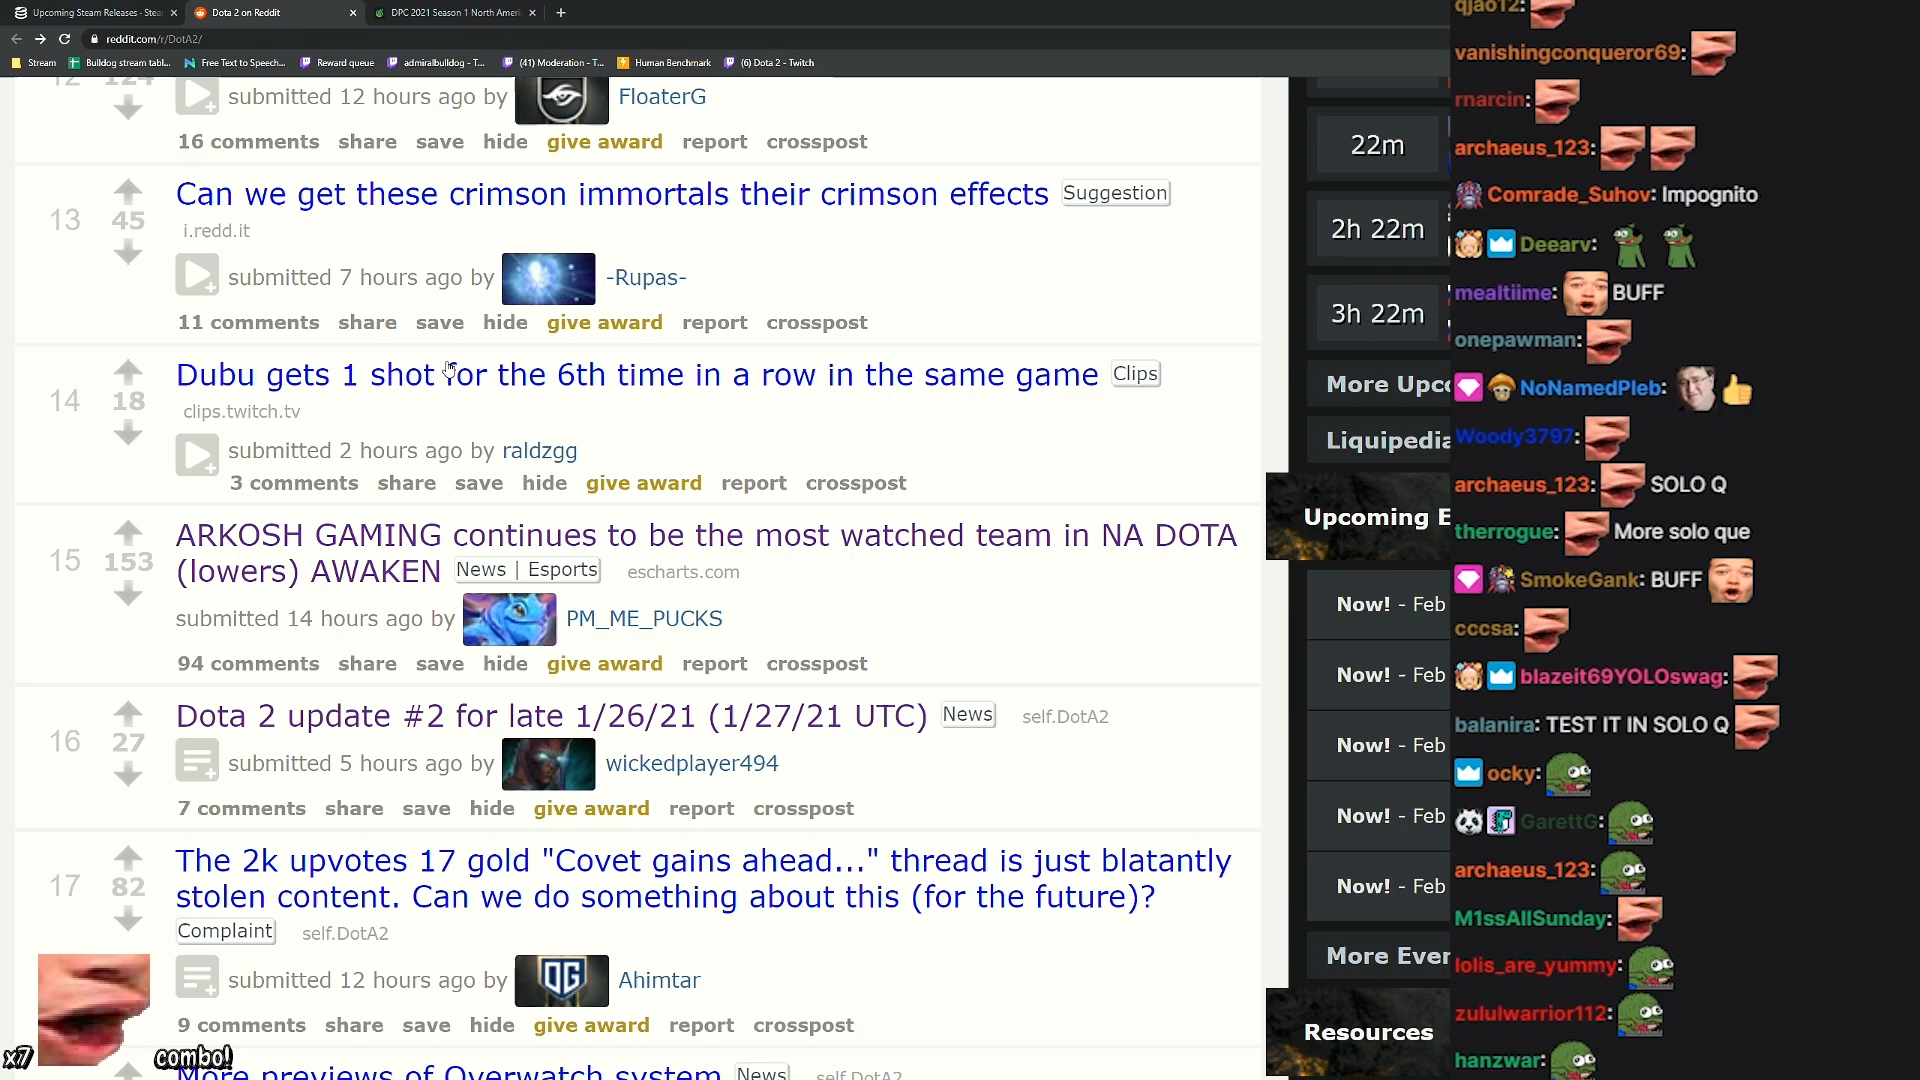 Upcoming Steam Releases - Stea
Dota 2 on Reddit
DPC 2021 Season 1 North Ameri
reddit.com/r/DotA2/
Stream
Bulldog stream tabl...
Free Text to Speech...
Reward queue
admiralbulldog - T...
(41) Moderation - T...
Human Benchmark
(6) Dota 2 - Twitch
12
124
submitted 12 hours ago by FloaterG
16 comments share save hide give award report crosspost
13
45
Can we get these crimson immortals their crimson effects Suggestion
i.redd.it
submitted 7 hours ago by -Rupas-
11 comments share save hide give award report crosspost
14
18
Dubu gets 1 shot for the 6th time in a row in the same game Clips
clips.twitch.tv
submitted 2 hours ago by raldzgg
3 comments share save hide give award report crosspost
15
153
ARKOSH GAMING continues to be the most watched team in NA DOTA
(lowers) AWAKEN News | Esports escharts.com
submitted 14 hours ago by PM_ME_PUCKS
94 comments share save hide give award report crosspost
16
27
Dota 2 update #2 for late 1/26/21 (1/27/21 UTC) News self.DotA2
submitted 5 hours ago by wickedplayer494
7 comments share save hide give award report crosspost
17
82
The 2k upvotes 17 gold "Covet gains ahead..." thread is just blatantly
stolen content. Can we do something about this (for the future)?
Complaint self.DotA2
submitted 12 hours ago by OG Ahimtar
9 comments share save hide give award report crosspost
More previews of Overwatch system News self.DotA2
x7 combo!
22m
2h 22m
3h 22m
More Upco
Liquipedia
Upcoming E
Now! - Feb
Now! - Feb
Now! - Feb
Now! - Feb
Now! - Feb
More Ever
Resources
qjao12:
vanishingconqueror69:
rnarcin:
archaeus_123:
Comrade_Suhov: Impognito
Deearv:
mealtiime: BUFF
onepawman:
NoNamedPleb:
Woody3797:
archaeus_123: SOLO Q
therrogue: More solo que
SmokeGank: BUFF
cccsa:
blazeit69YOLOswag:
balanira: TEST IT IN SOLO Q
ocky:
GarettG:
archaeus_123:
M1ssAllSunday:
lolis_are_yummy:
zululwarrior112:
hanzwar: